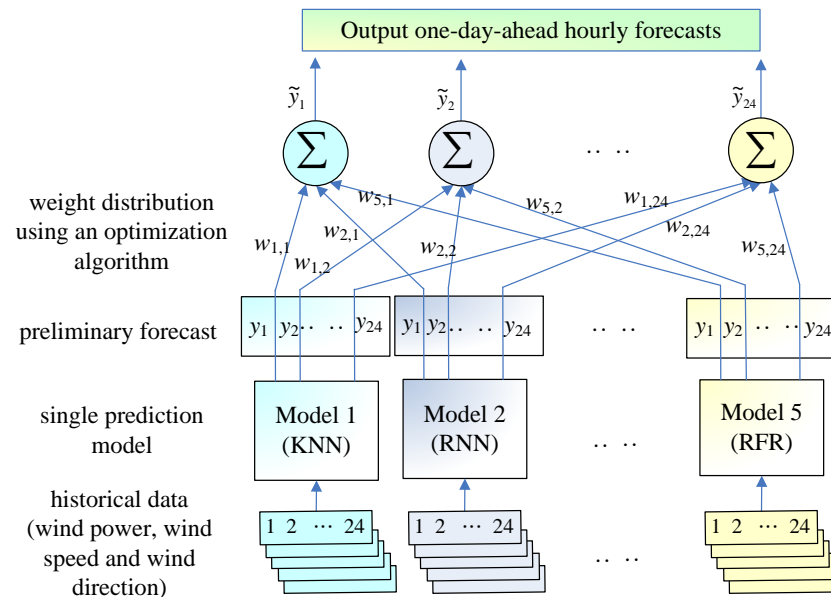 Output one-day-ahead hourly forecasts
ỹ₁ ỹ₂ ỹ₂₄
∑ ∑ ·· ·· ∑
weight distribution
using an optimization
algorithm
w₅,₁ w₁,₂₄
w₂,₁ w₅,₂
w₁,₁ w₂,₂ w₂,₂₄ w₅,₂₄
w₁,₂
preliminary forecast
y₁ y₂·· ·· y₂₄ y₁ y₂·· ·· y₂₄ ·· ·· y₁ y₂ ·· ·· y₂₄
single prediction
model
Model 1
(KNN)
Model 2
(RNN)
·· ··
Model 5
(RFR)
historical data
(wind power, wind
speed and wind
direction)
1 2 ··· 24
1 2 ··· 24
·· ··
1 2 ··· 24